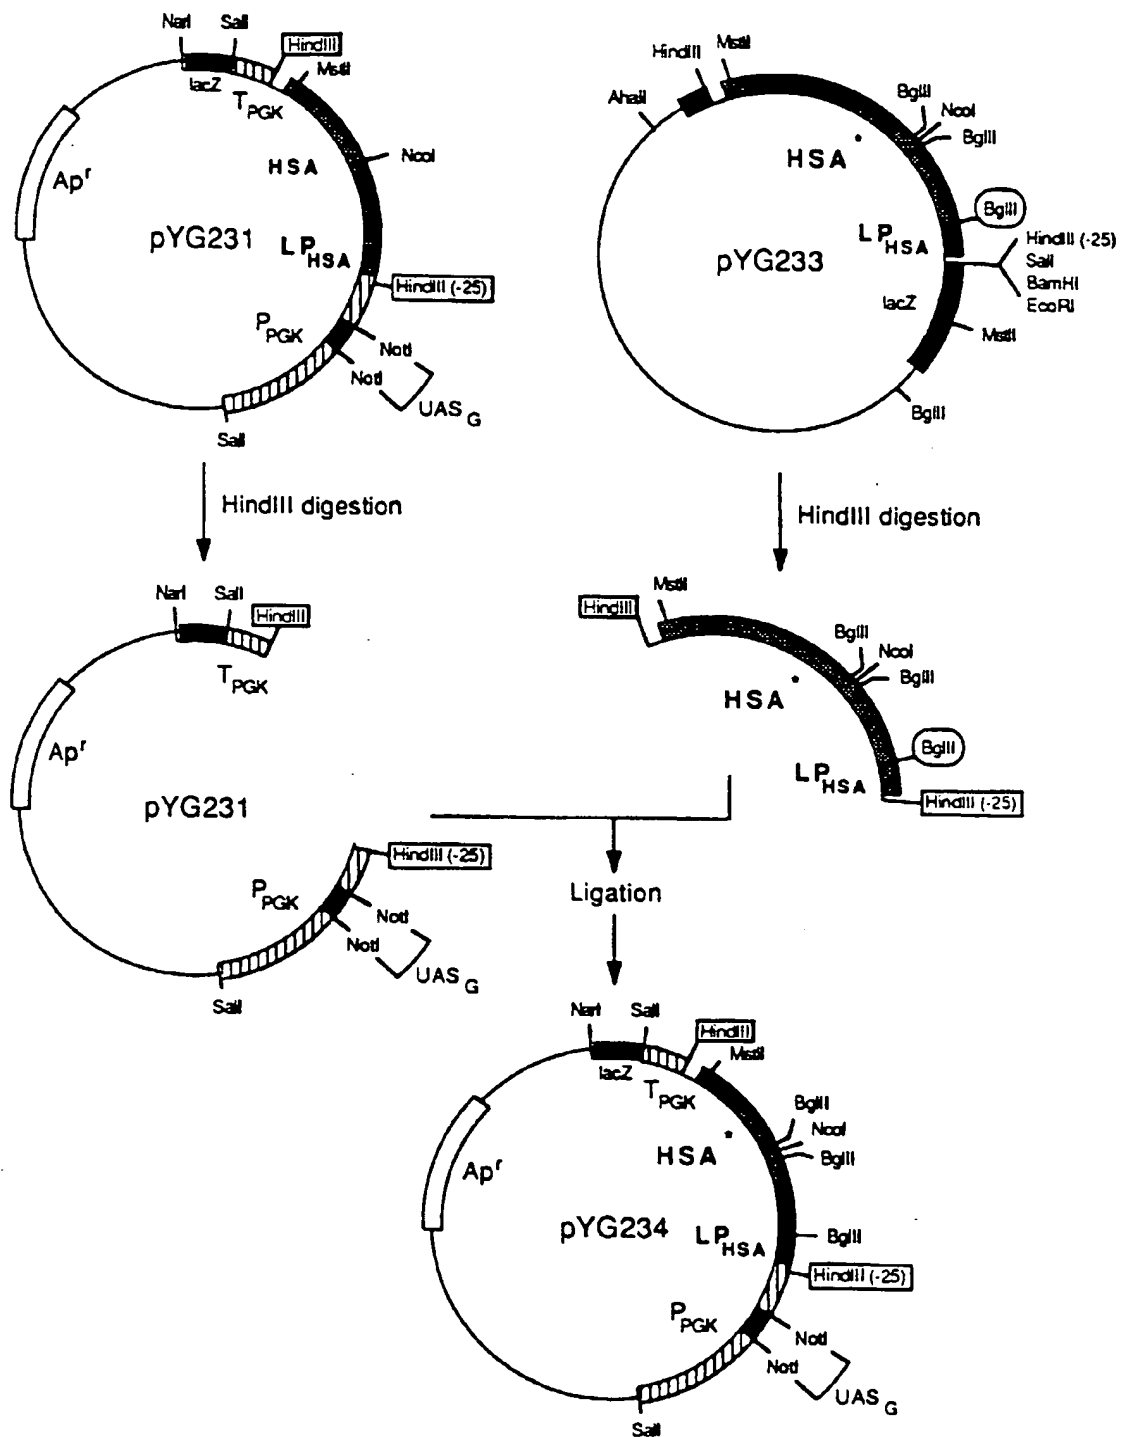 NarI SalI
HindIII
MstII
lacZ
T PGK
HSA
NcoI
Ap r
pYG231
LP HSA
HindIII (-25)
P PGK
NotI
NotI
UAS G
SalI
HindIII MstII
AhaII
BglII
NcoI
BglII
HSA *
BglII
LP HSA
pYG233
HindIII (-25)
SalI
BamHI
EcoRI
lacZ
MstII
BglII
HindIII digestion
HindIII digestion
NarI SalI
HindIII
T PGK
Ap r
pYG231
HindIII (-25)
P PGK
NotI
NotI
UAS G
SalI
MstII
HindIII
BglII
NcoI
BglII
HSA *
BglII
LP HSA
HindIII (-25)
Ligation
NarI SalI
HindIII
MstII
lacZ
T PGK
BglII
NcoI
BglII
HSA *
Ap r
pYG234
LP HSA
BglII
HindIII (-25)
P PGK
NotI
NotI
UAS G
SalI